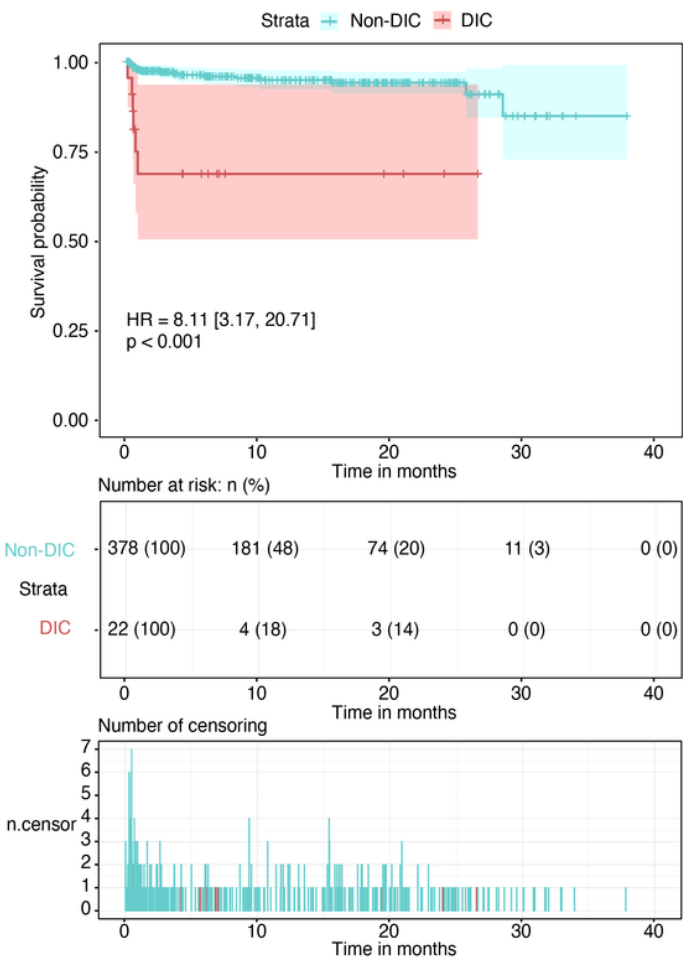 Strata Non-DIC DIC
Survival probability
1.00
0.75
0.50
0.25
0.00
HR = 8.11 [3.17, 20.71]
p < 0.001
0 10 20 30 40
Time in months
Number at risk: n (%)
Non-DIC 378 (100) 181 (48) 74 (20) 11 (3) 0 (0)
Strata
DIC 22 (100) 4 (18) 3 (14) 0 (0) 0 (0)
0 10 20 30 40
Time in months
Number of censoring
n.censor
7
6
5
4
3
2
1
0
0 10 20 30 40
Time in months